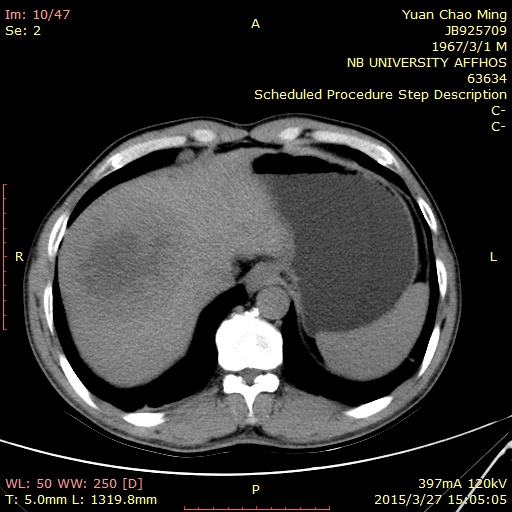 Im: 10/47
Se: 2
A
Yuan Chao Ming
JB925709
1967/3/1 M
NB UNIVERSITY AFFHOS
63634
Scheduled Procedure Step Description
C-
C-
R
L
WL: 50 WW: 250 [D]
T: 5.0mm L: 1319.8mm
P
397mA 120kV
2015/3/27 15:05:05